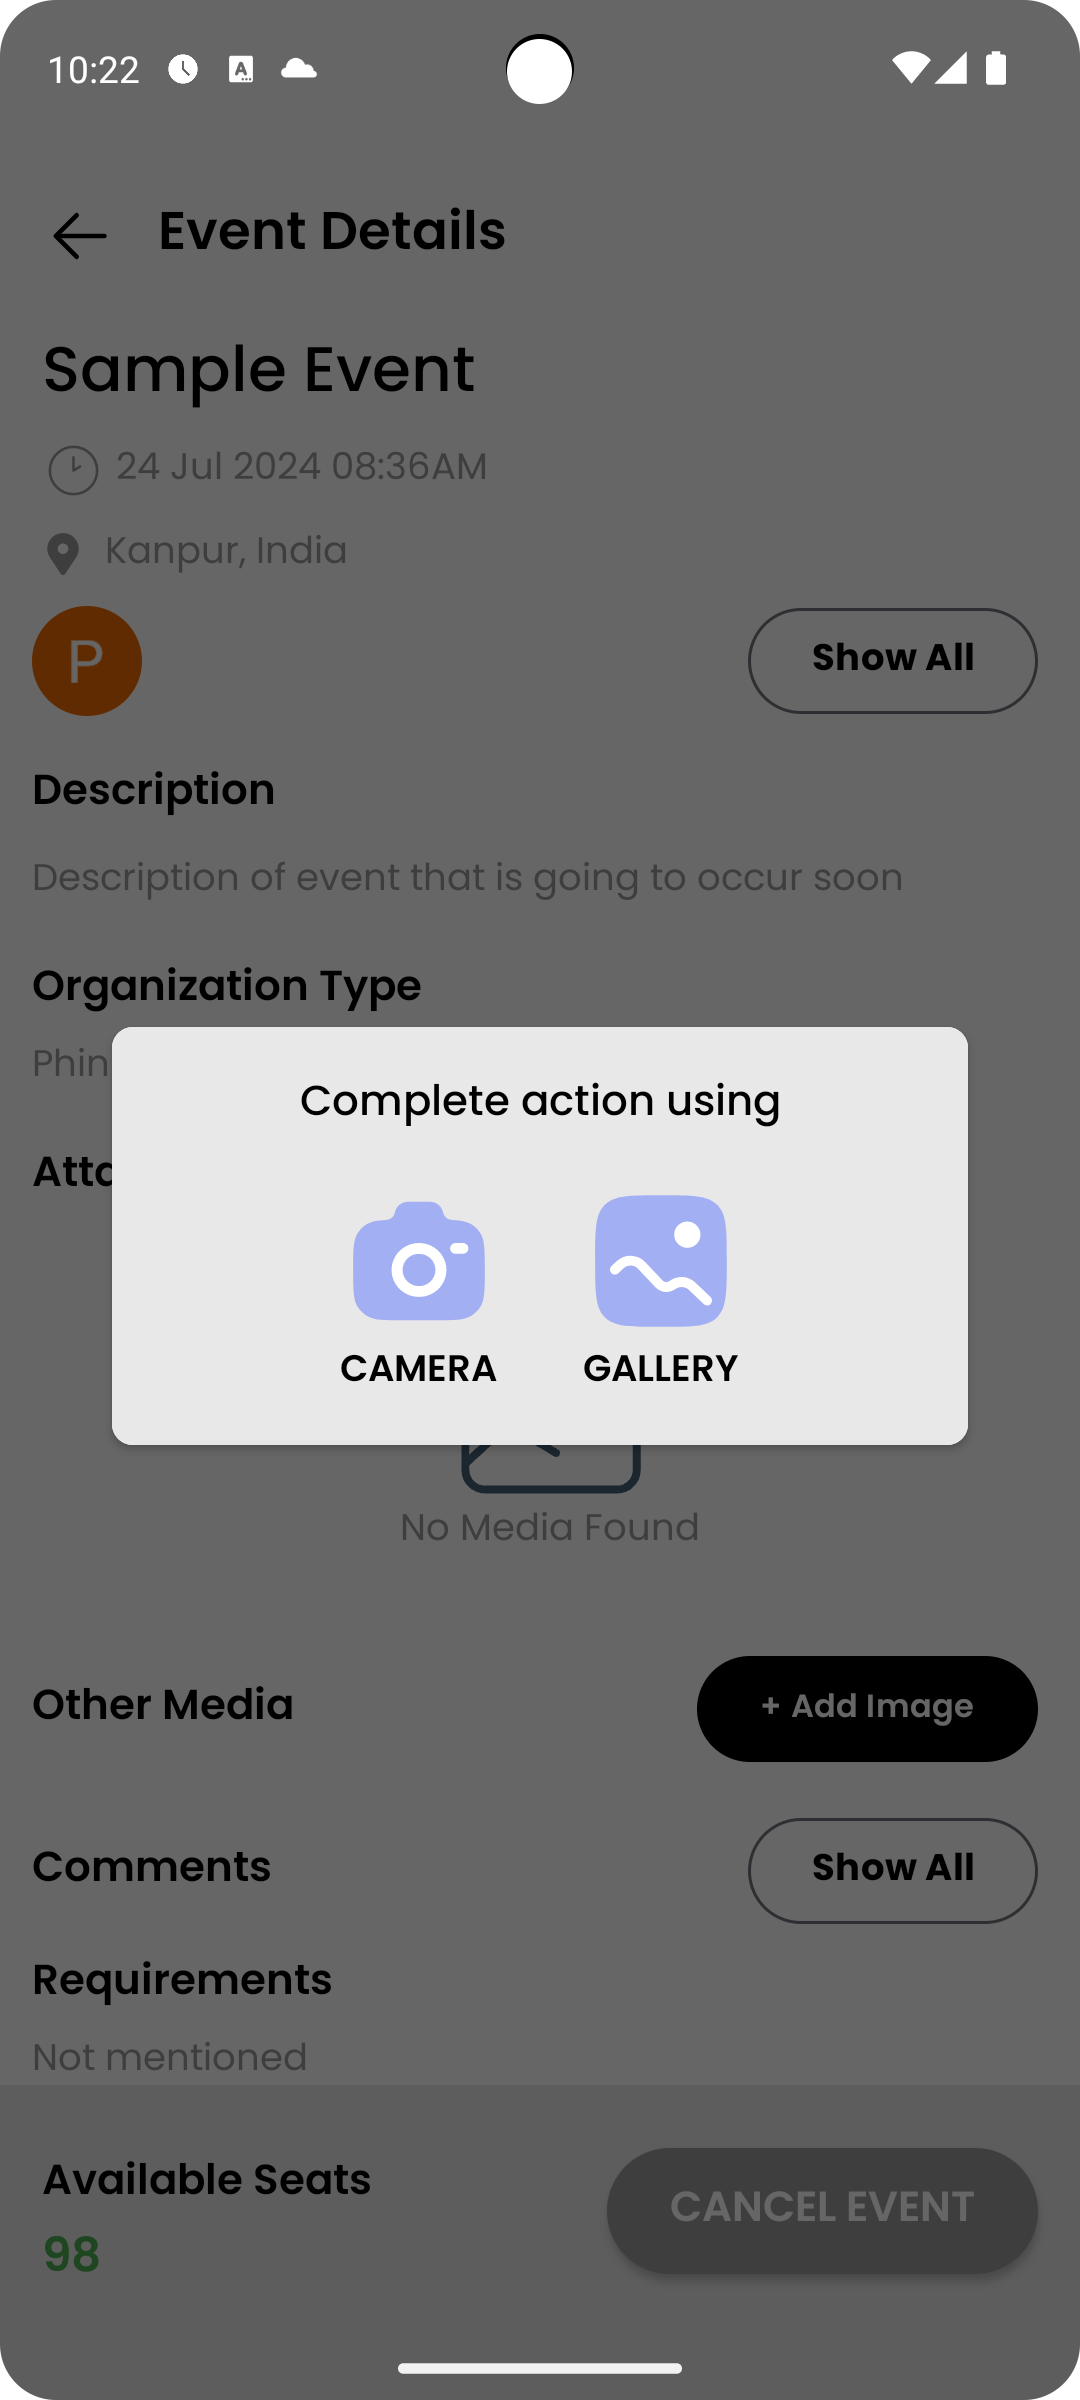 10:22
Event Details
Sample Event
24 Jul 2024 08:36AM
Kanpur, India
P
Show All
Description
Description of event that is going to occur soon
Organization Type
Phin
Atta
Complete action using
CAMERA
GALLERY
No Media Found
Other Media
+ Add Image
Comments
Show All
Requirements
Not mentioned
Available Seats
98
CANCEL EVENT